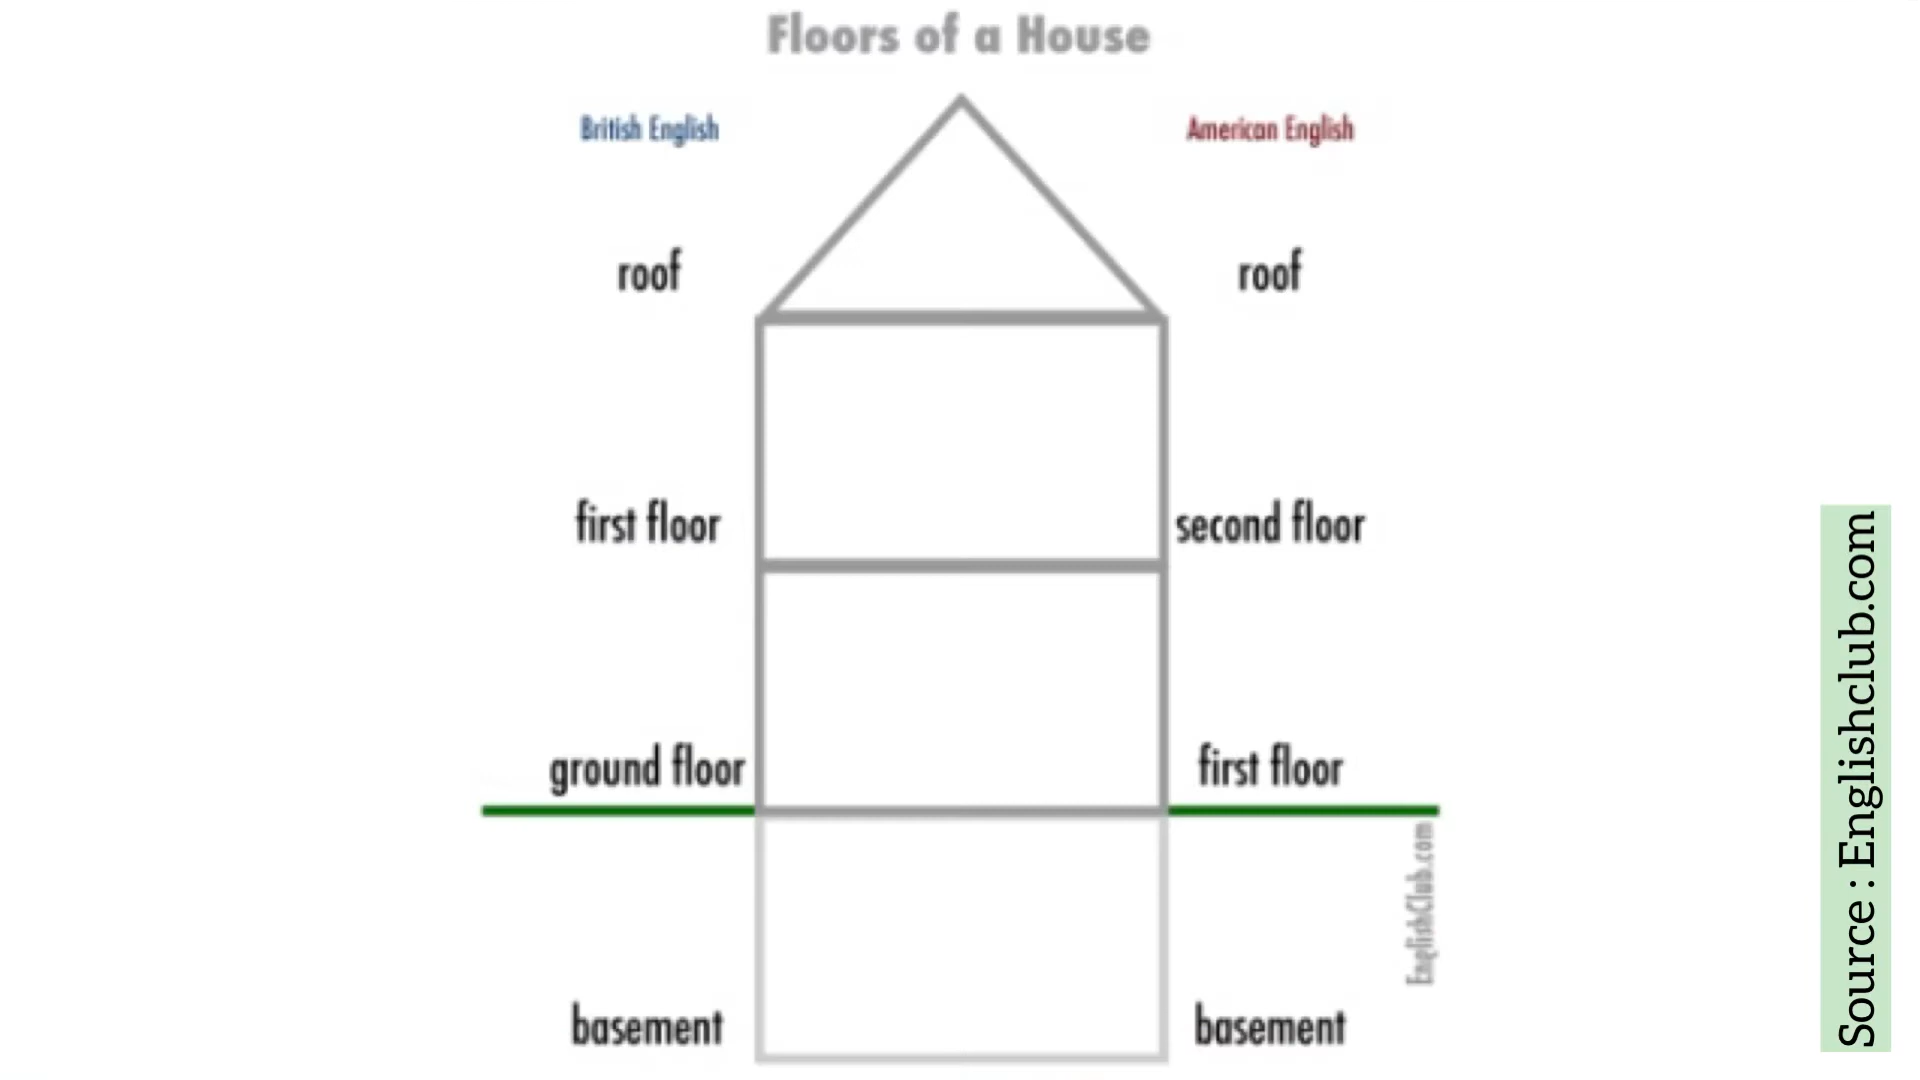 Floors of a House
British English
American English
roof
roof
first floor
second floor
ground floor
first floor
basement
basement
EnglishClub.com
Source : Englishclub.com